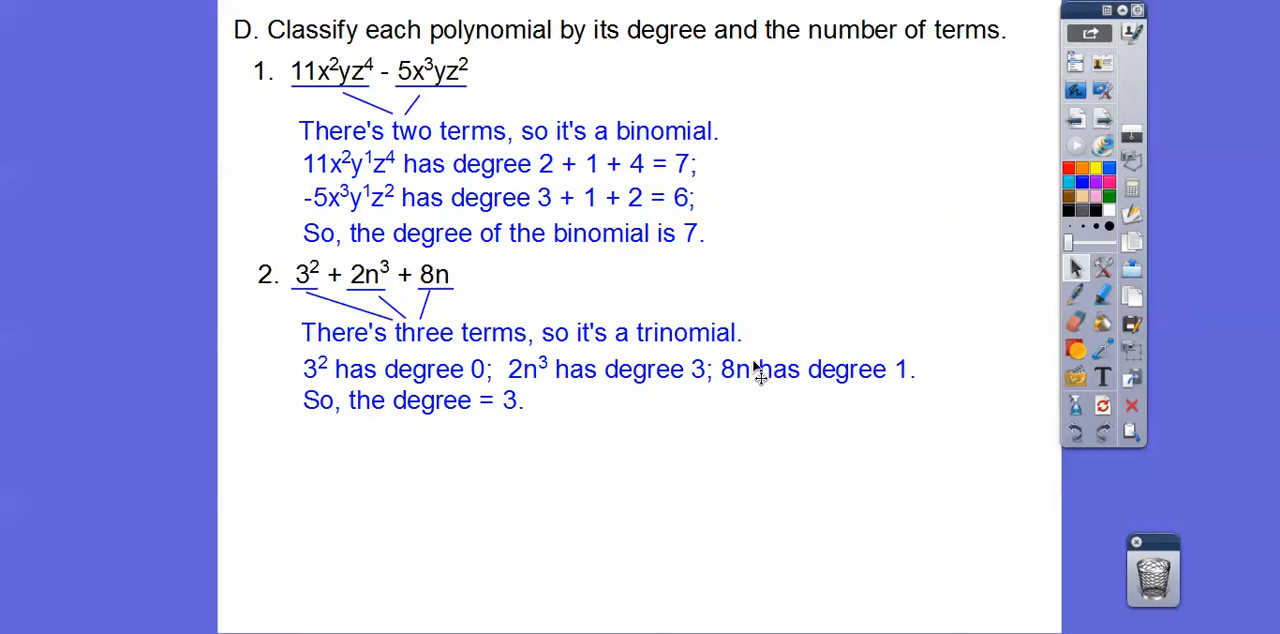 D. Classify each polynomial by its degree and the number of terms.
1. 11x²yz⁴ - 5x³yz²
There's two terms, so it's a binomial.
11x²y¹z⁴ has degree 2 + 1 + 4 = 7;
-5x³y¹z² has degree 3 + 1 + 2 = 6;
So, the degree of the binomial is 7.
2. 3² + 2n³ + 8n
There's three terms, so it's a trinomial.
3² has degree 0; 2n³ has degree 3; 8n has degree 1.
So, the degree = 3.